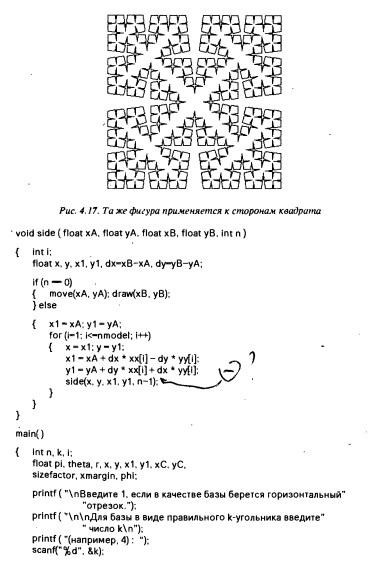 Рис. 4.17. Та же фигура применяется к сторонам квадрата
void side ( float xA, float yA, float xB, float yB, int n )
{ int i;
float x, y, x1, y1, dx=xB-xA, dy=yB-yA;
if (n == 0)
{ move(xA, yA); draw(xB, yB);
} else
{ x1 = xA; y1 = yA;
for (i=1; i<=nmodel; i++)
{ x = x1; y = y1;
x1 = xA + dx * xx[i] - dy * yy[i];
y1 = yA + dy * xx[i] + dx * yy[i];
side(x, y, x1, y1, n-1);
}
}
}
main()
{ int n, k, i;
float pi, theta, r, x, y, x1, y1, xC, yC,
sizefactor, xmargin, phi;
printf ( "\nВведите 1, если в качестве базы берется горизонтальный"
"отрезок.");
printf ( "\n\nДля базы в виде правильного k-угольника введите"
" число k\n");
printf ( "(например, 4) : ");
scanf("%d", &k);